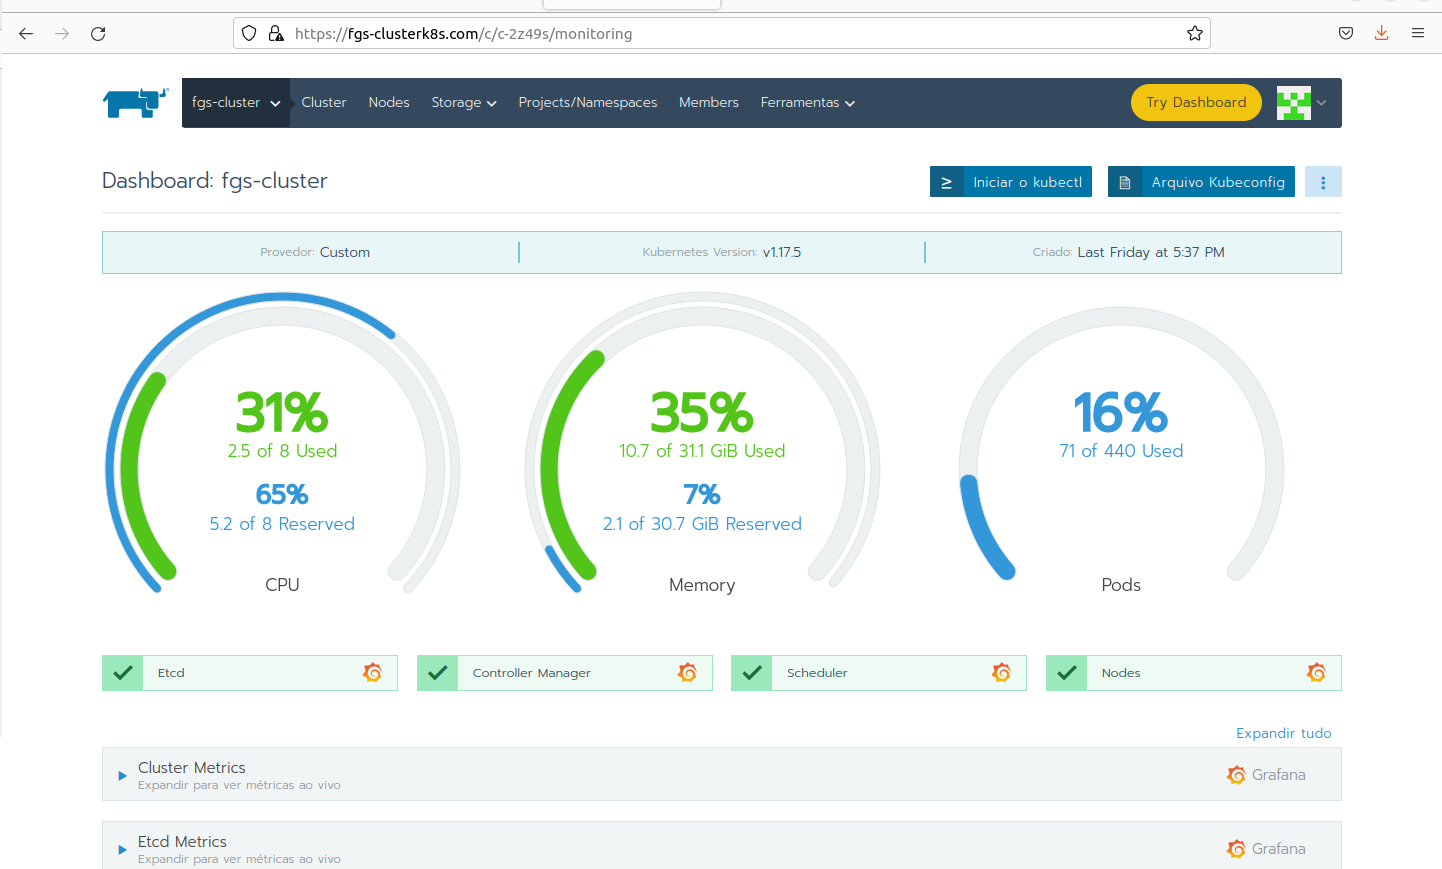 https://fgs-clusterk8s.com/c/c-2z49s/monitoring
fgs-cluster Cluster Nodes Storage Projects/Namespaces Members Ferramentas Try Dashboard
Dashboard: fgs-cluster
≥ Iniciar o kubectl Arquivo Kubeconfig
Provedor: Custom Kubernetes Version: v1.17.5 Criado: Last Friday at 5:37 PM
31%
2.5 of 8 Used
65%
5.2 of 8 Reserved
CPU
35%
10.7 of 31.1 GiB Used
7%
2.1 of 30.7 GiB Reserved
Memory
16%
71 of 440 Used
Pods
Etcd Controller Manager Scheduler Nodes
Expandir tudo
Cluster Metrics
Expandir para ver métricas ao vivo
Grafana
Etcd Metrics
Expandir para ver métricas ao vivo
Grafana